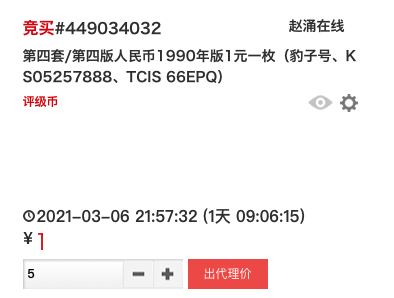 竞买#449034032 赵涌在线
第四套/第四版人民币1990年版1元一枚（豹子号、K
S05257888、TCIS 66EPQ）
评级币
2021-03-06 21:57:32 (1天 09:06:15)
¥ 1
5 出代理价